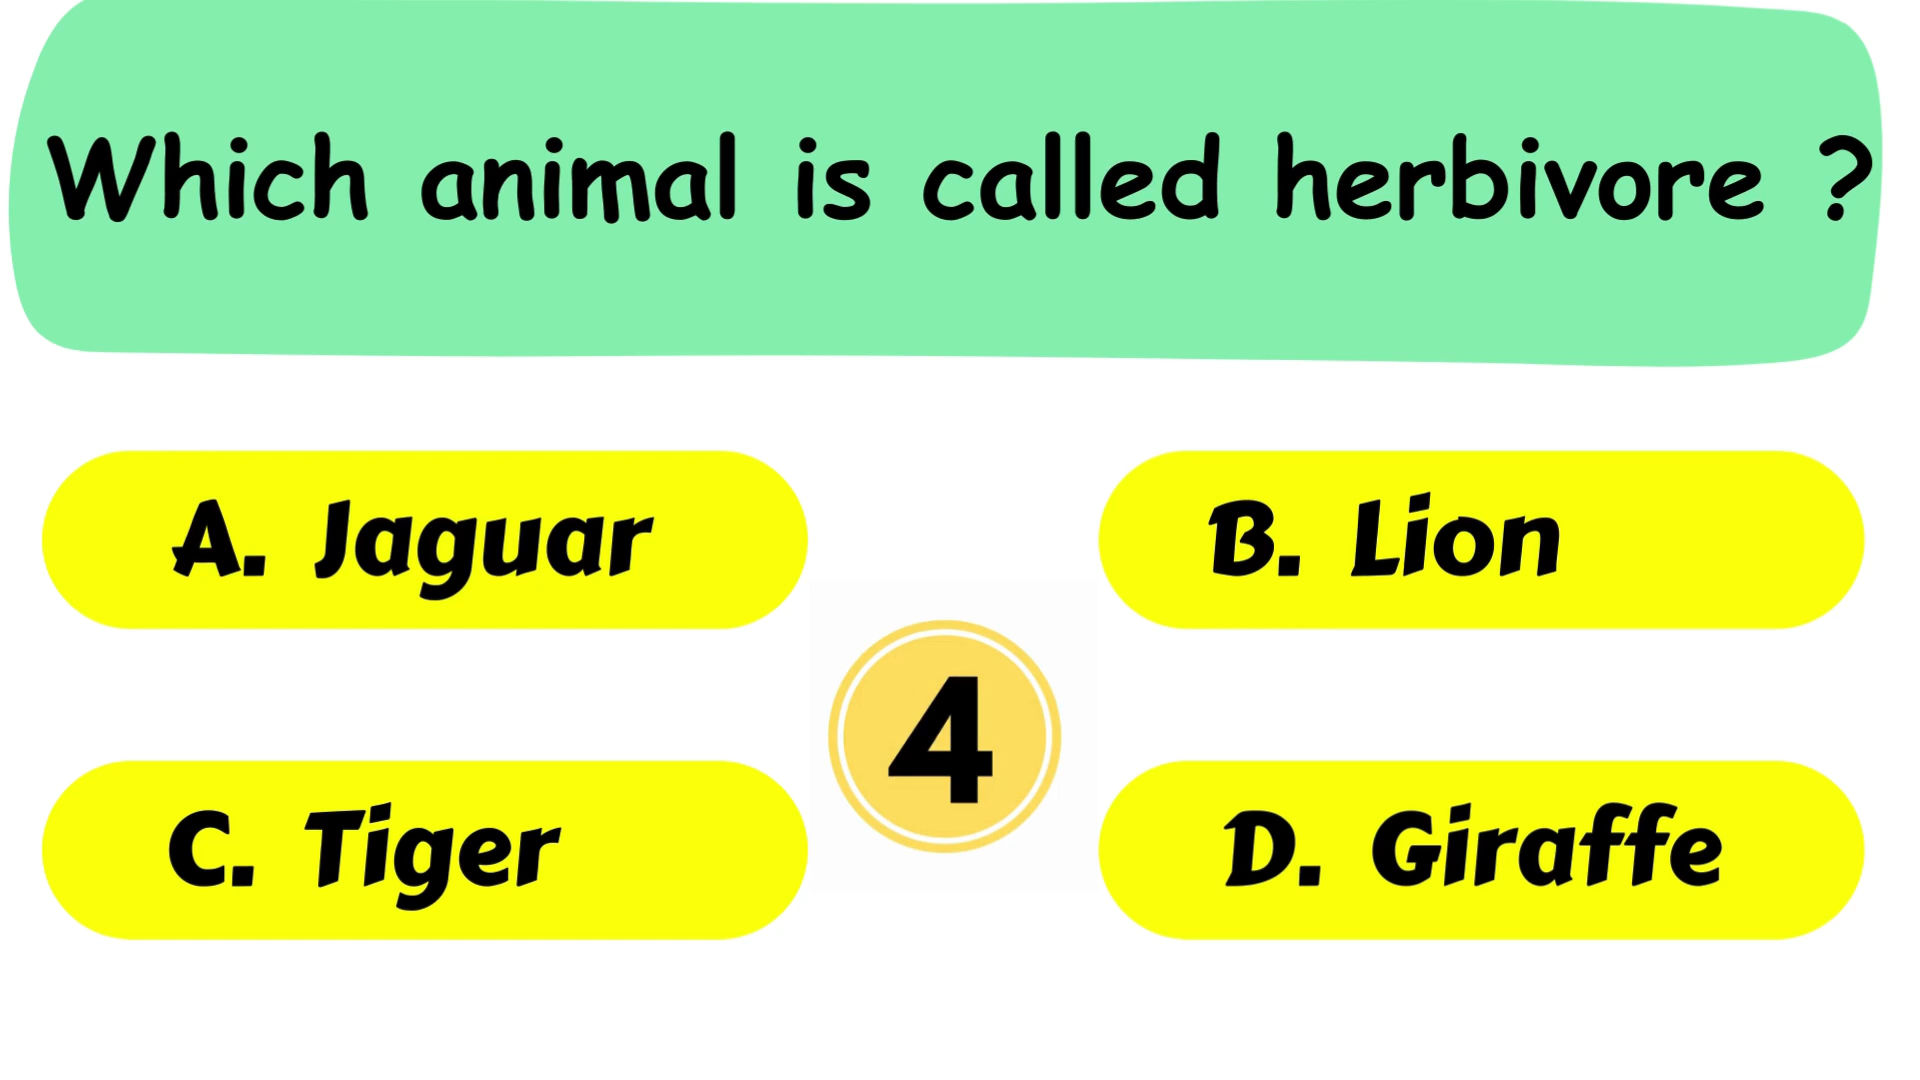 Which animal is called herbivore ?
A. Jaguar
B. Lion
4
C. Tiger
D. Giraffe